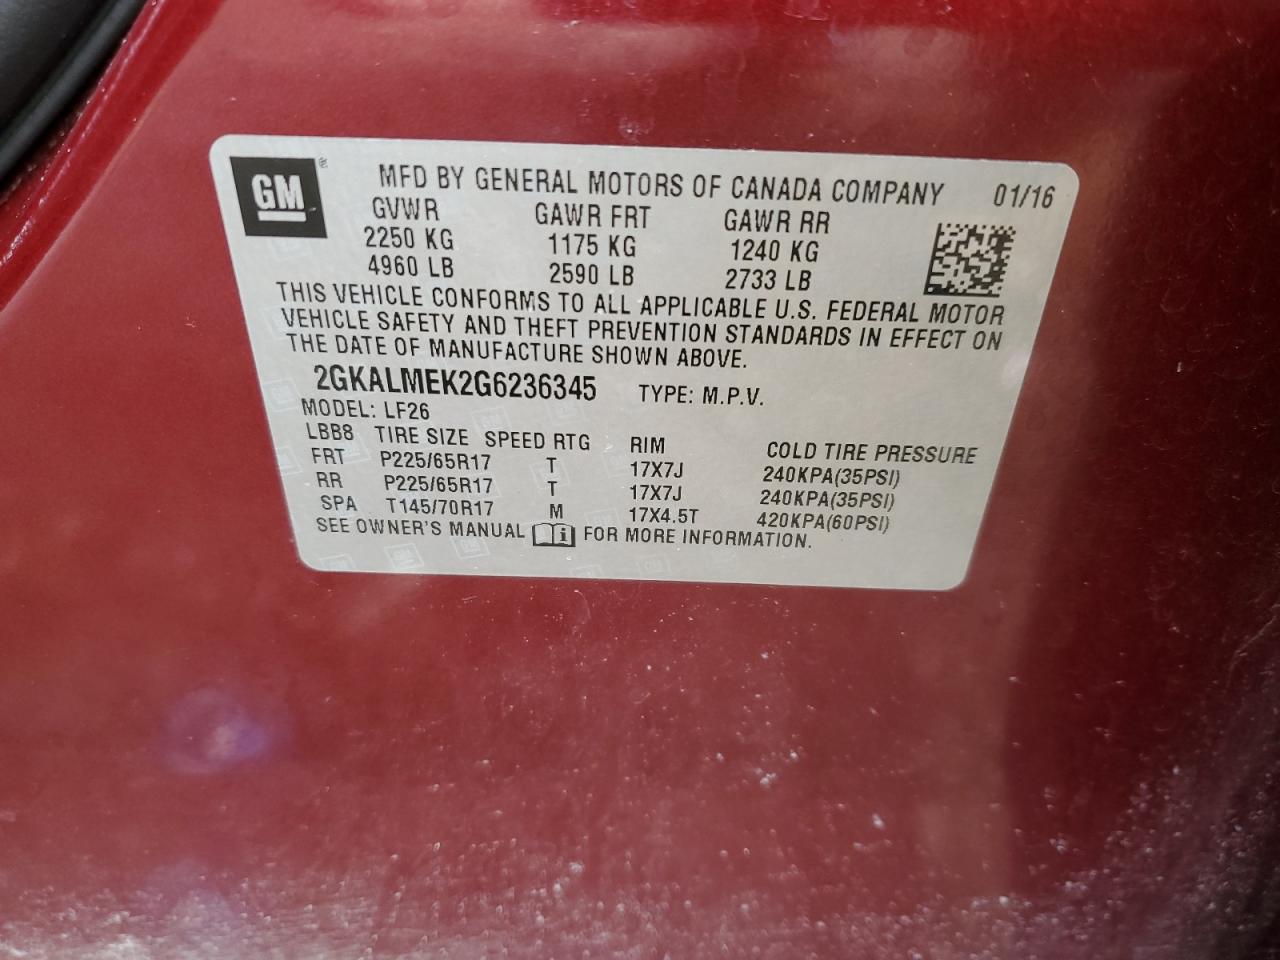 GM ®
MFD BY GENERAL MOTORS OF CANADA COMPANY 01/16
GVWR GAWR FRT GAWR RR
2250 KG 1175 KG 1240 KG
4960 LB 2590 LB 2733 LB
THIS VEHICLE CONFORMS TO ALL APPLICABLE U.S. FEDERAL MOTOR
VEHICLE SAFETY AND THEFT PREVENTION STANDARDS IN EFFECT ON
THE DATE OF MANUFACTURE SHOWN ABOVE.
2GKALMEK2G6236345 TYPE: M.P.V.
MODEL: LF26
LBB8 TIRE SIZE SPEED RTG RIM COLD TIRE PRESSURE
FRT P225/65R17 T 17X7J 240KPA(35PSI)
RR P225/65R17 T 17X7J 240KPA(35PSI)
SPA T145/70R17 M 17X4.5T 420KPA(60PSI)
SEE OWNER'S MANUAL i FOR MORE INFORMATION.